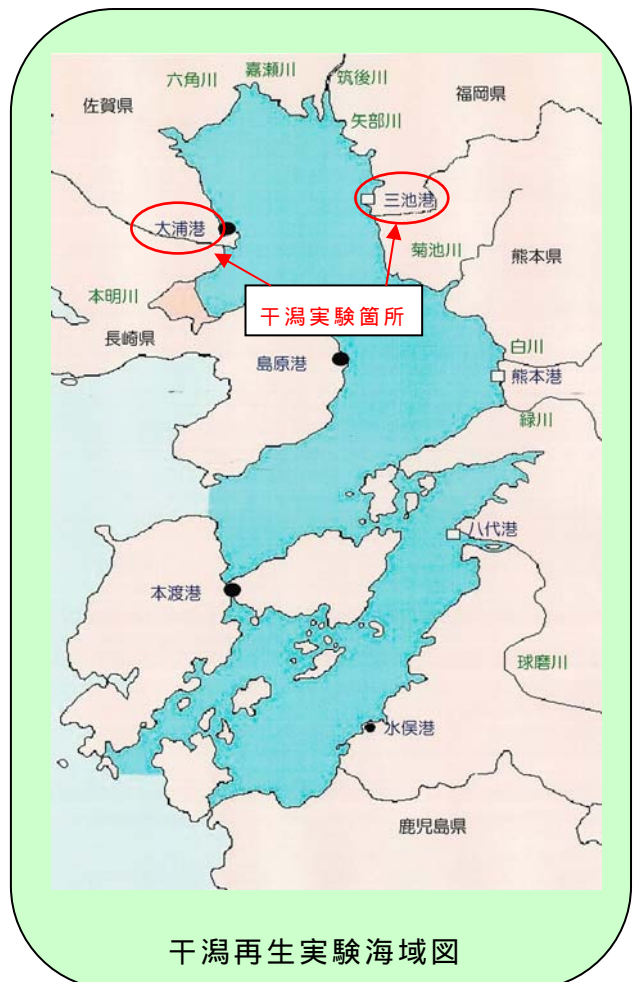 六角川
嘉瀬川
筑後川
佐賀県
福岡県
矢部川
三池港
太浦港
菊池川
熊本県
本明川
干潟実験箇所
長崎県
島原港
白川
熊本港
緑川
八代港
本渡港
球磨川
水俣港
鹿児島県
干潟再生実験海域図